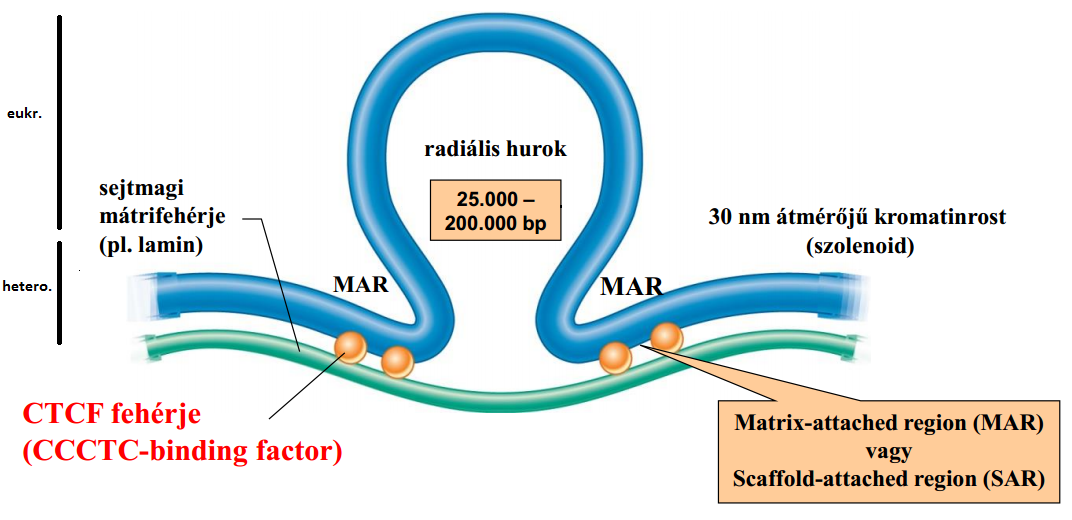 eukr.
hetero.
sejtmagi
mátrifehérje
(pl. lamin)
radiális hurok
25.000 –
200.000 bp
30 nm átmérőjű kromatinrost
(szolenoid)
MAR
MAR
CTCF fehérje
(CCCTC-binding factor)
Matrix-attached region (MAR)
vagy
Scaffold-attached region (SAR)